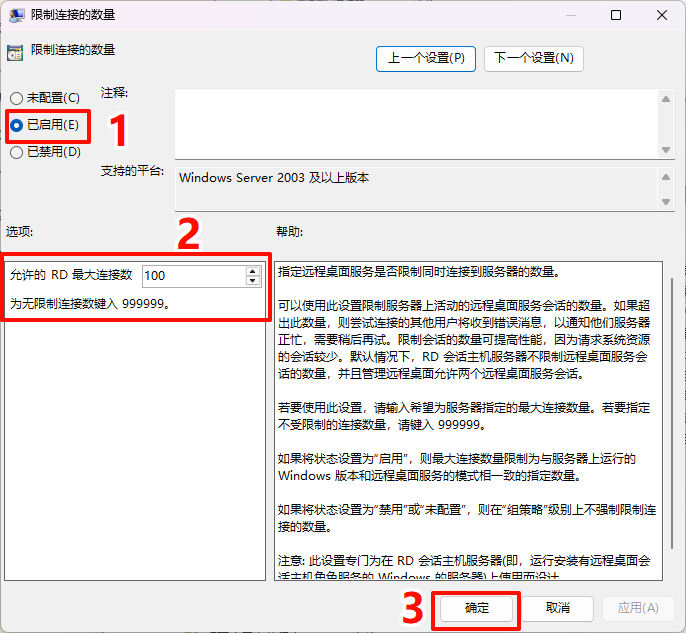 限制连接的数量
限制连接的数量
上一个设置(P)
下一个设置(N)
未配置(C)
注释:
已启用(E)
1
已禁用(D)
支持的平台:
Windows Server 2003 及以上版本
2
选项:
帮助:
允许的 RD 最大连接数
100
为无限制连接数键入 999999。
指定远程桌面服务是否限制同时连接到服务器的数量。
可以使用此设置限制服务器上活动的远程桌面服务会话的数量。如果超
出此数量，则尝试连接的其他用户将收到错误消息，以通知他们服务器
正忙，需要稍后再试。限制会话的数量可提高性能，因为请求系统资源
的会话较少。默认情况下，RD 会话主机服务器不限制远程桌面服务会
话的数量，并且管理远程桌面允许两个远程桌面服务会话。
若要使用此设置，请输入希望为服务器指定的最大连接数量。若要指定
不受限制的连接数量，请键入 999999。
如果将状态设置为“启用”，则最大连接数量限制为与服务器上运行的
Windows 版本和远程桌面服务的模式相一致的指定数量。
如果将状态设置为“禁用”或“未配置”，则在“组策略”级别上不强制限制连
接的数量。
注意: 此设置专门为在 RD 会话主机服务器(即，运行安装有远程桌面会
话主机角色服务的 Windows 的服务器)上使用而设计
3
确定
取消
应用(A)